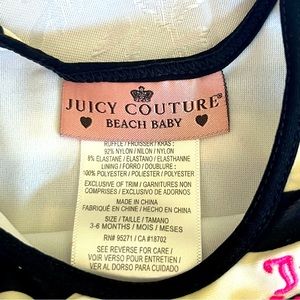 JUICY COUTURE®
BEACH BABY
RUFFLE / FROUSSER / KRAS :
92% NYLON / NILON / NYLON
8% ELASTANE / ELASTANO / ELASTHANNE
LINING / FORRO / DOUBLURE :
100% POLYESTER / POLIESTER / POLYESTER
EXCLUSIVE OF TRIM / GARNITURES NON
COMPRISES / EXCLUSIVO DE ADORNOS
MADE IN CHINA
FABRIQUÉ EN CHINE / HECHO EN CHINA
SIZE / TAILLE / TAMANO
3-6 MONTHS / MOIS / MESES
RN# 95271 / CA #18702
SEE REVERSE FOR CARE /
VOIR VERSO POUR ENTRETIEN /
VER AL DORSO PARA EL